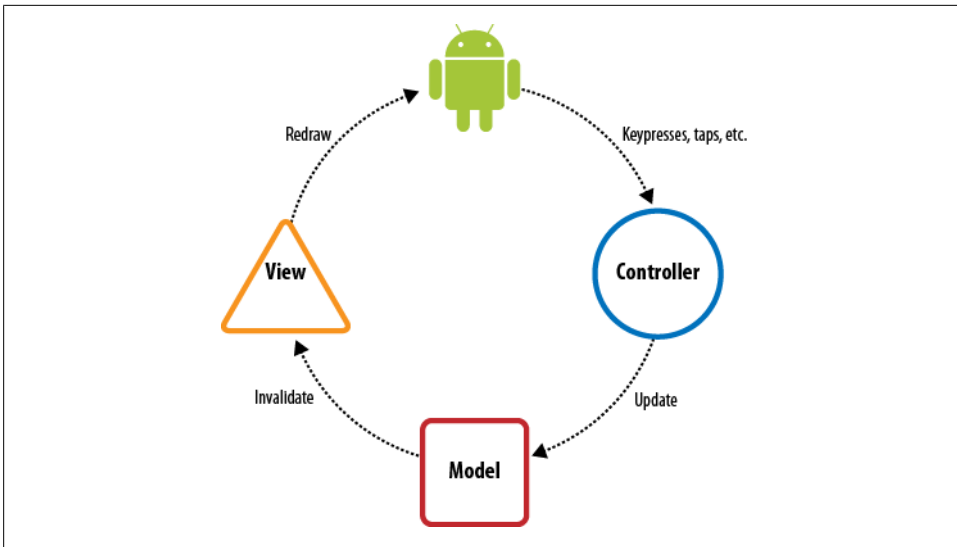 Redraw
Keypresses, taps, etc.
View
Controller
Invalidate
Update
Model